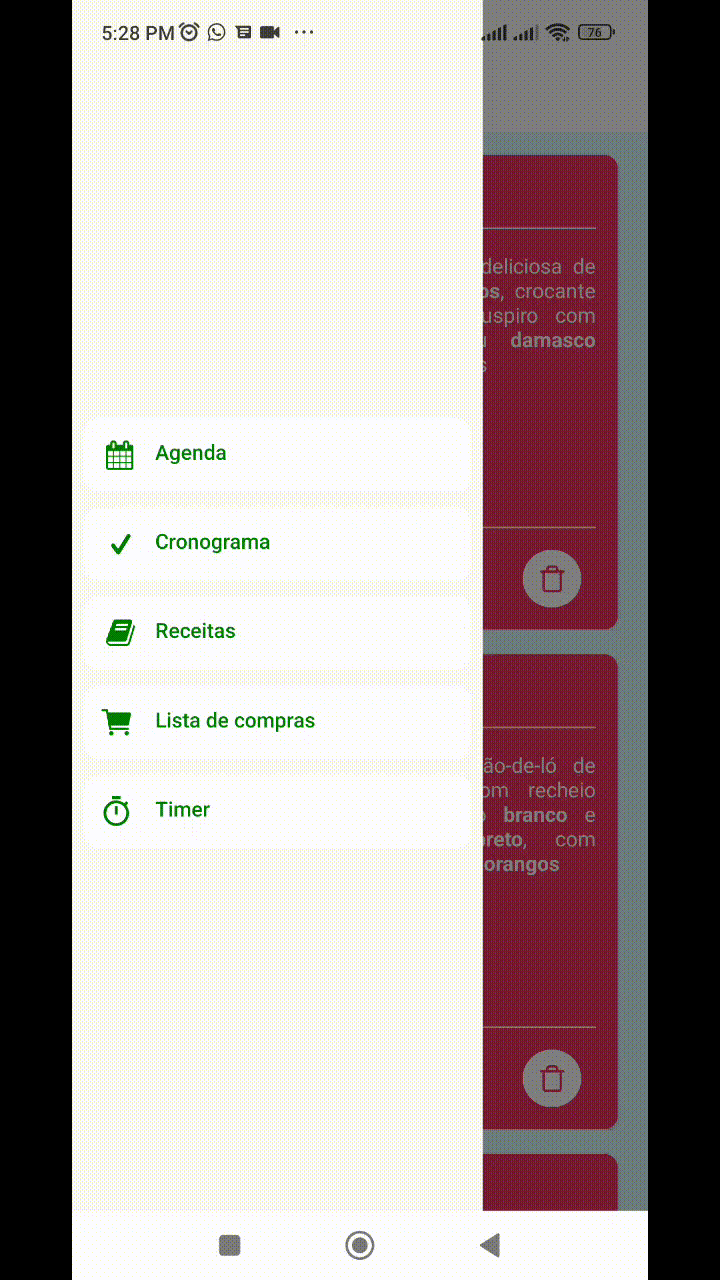 5:28 PM
76
deliciosa de
os, crocante
uspiro com
damasco
s
Agenda
Cronograma
Receitas
Lista de compras
Timer
ão-de-ló de
om recheio
o branco e
preto, com
orangos